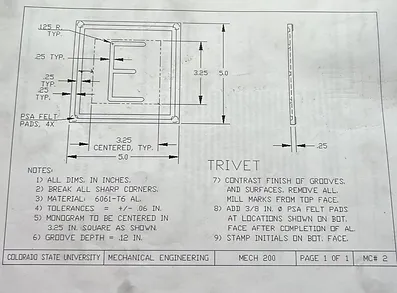 .125 R.
TYP.
.25 TYP.
.25
TYP.
.25
TYP.
PSA FELT
PADS, 4X
3.25
5.0
3.25
CENTERED, TYP.
5.0
.25
TRIVET
NOTES:
1) ALL DIMS. IN INCHES.
2) BREAK ALL SHARP CORNERS.
3) MATERIAL: 6061-T6 AL.
4) TOLERANCES = +/- .06 IN.
5) MONOGRAM TO BE CENTERED IN
3.25 IN. SQUARE AS SHOWN.
6) GROOVE DEPTH = .12 IN.
7) CONTRAST FINISH OF GROOVES,
AND SURFACES. REMOVE ALL
MILL MARKS FROM TOP FACE.
8) ADD 3/8 IN. Ø PSA FELT PADS
AT LOCATIONS SHOWN ON BOT.
FACE AFTER COMPLETION OF AL.
9) STAMP INITIALS ON BOT. FACE.
COLORADO STATE UNIVERSITY MECHANICAL ENGINEERING MECH 200 PAGE 1 OF 1 MC# 2